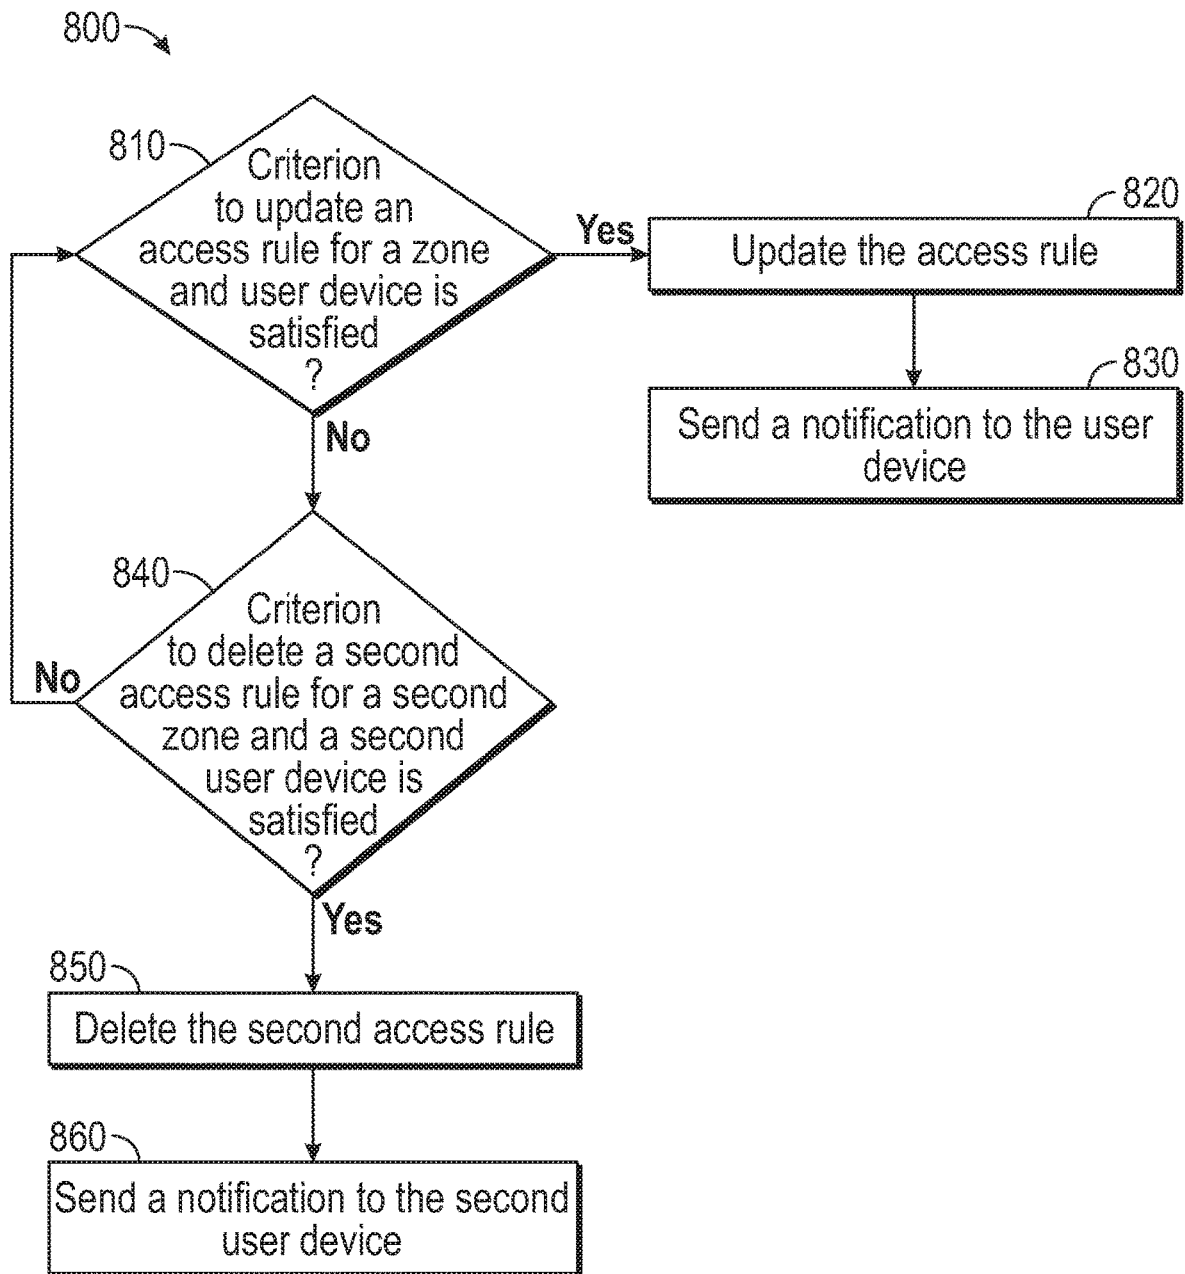 800
810
Criterion
to update an
access rule for a zone
and user device is
satisfied
?
Yes
820
Update the access rule
830
Send a notification to the user
device
No
840
Criterion
to delete a second
access rule for a second
zone and a second
user device is
satisfied
?
No
Yes
850
Delete the second access rule
860
Send a notification to the second
user device